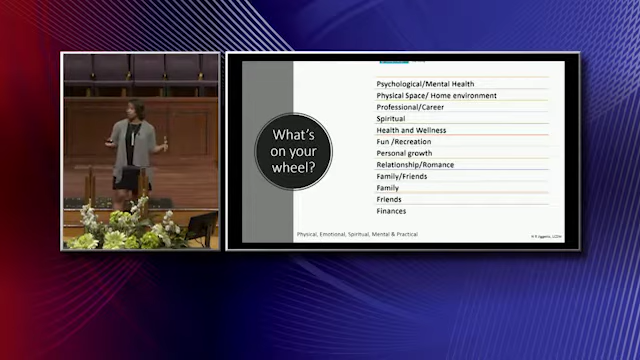 What's
on your
wheel?
Psychological/Mental Health
Physical Space/ Home environment
Professional/Career
Spiritual
Health and Wellness
Fun /Recreation
Personal growth
Relationship/Romance
Family/Friends
Family
Friends
Finances
Physical, Emotional, Spiritual, Mental & Practical